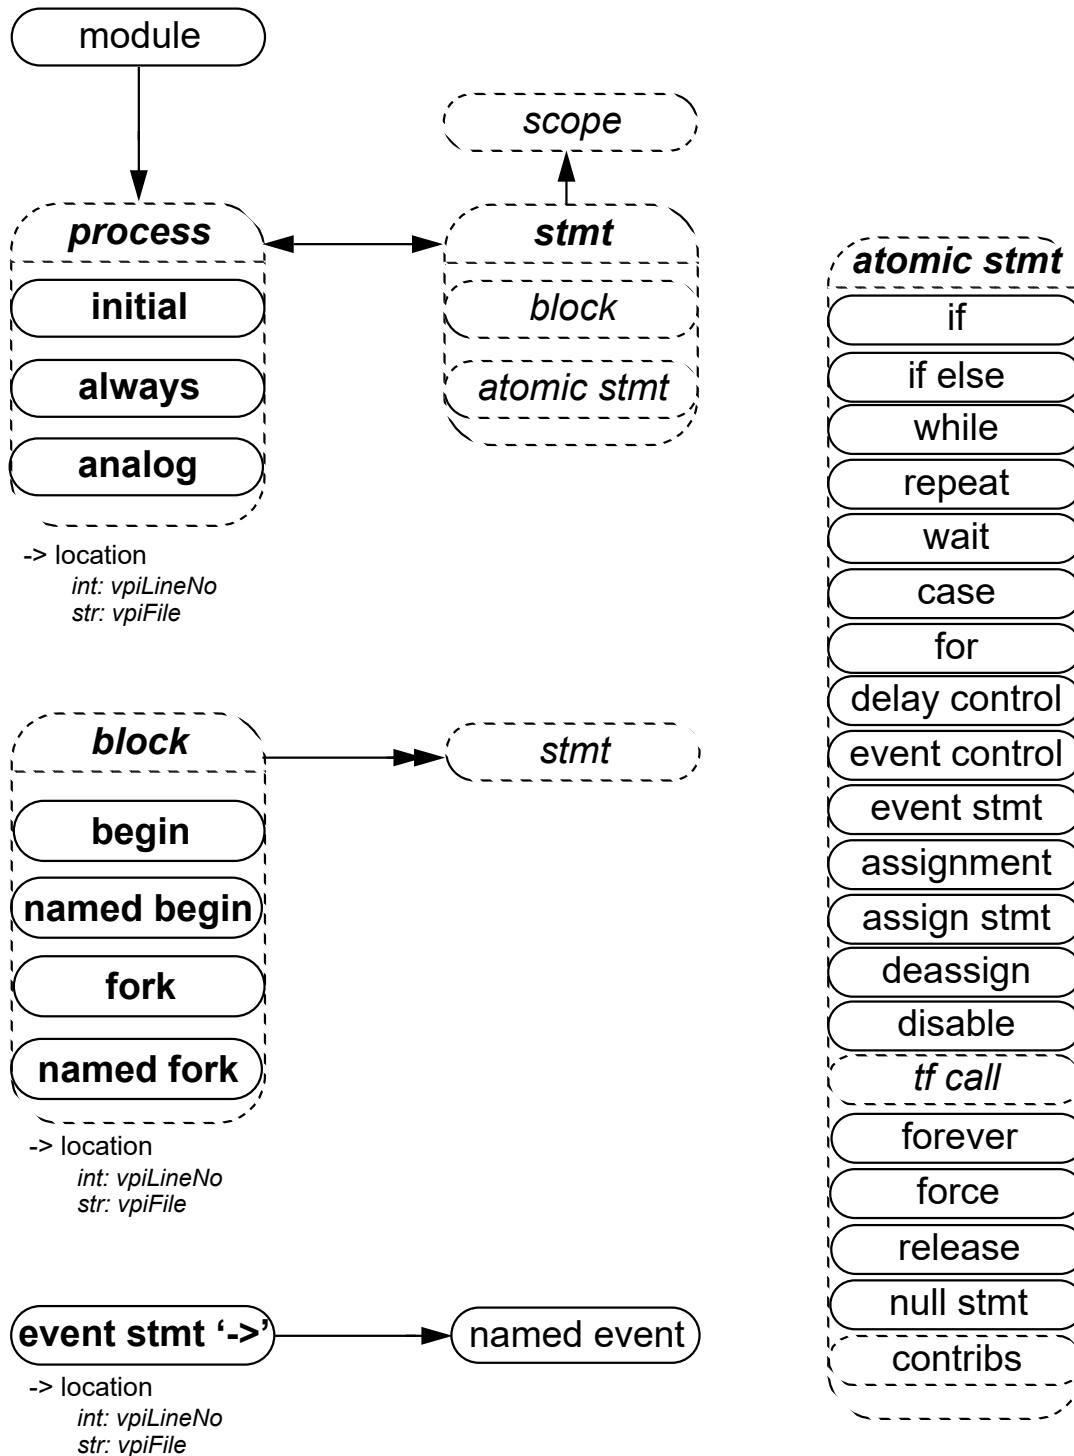 module
scope
process
initial
always
analog
-> location
int: vpiLineNo
str: vpiFile
stmt
block
atomic stmt
block
begin
named begin
fork
named fork
-> location
int: vpiLineNo
str: vpiFile
stmt
event stmt ‘->’
-> location
int: vpiLineNo
str: vpiFile
named event
atomic stmt
if
if else
while
repeat
wait
case
for
delay control
event control
event stmt
assignment
assign stmt
deassign
disable
tf call
forever
force
release
null stmt
contribs